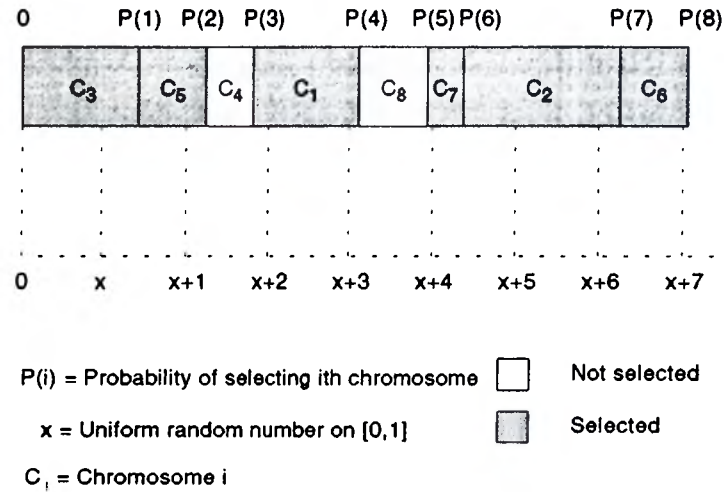 0 P(1) P(2) P(3) P(4) P(5) P(6) P(7) P(8)
C3 C5 C4 C1 C8 C7 C2 C6
0 x x+1 x+2 x+3 x+4 x+5 x+6 x+7
P(i) = Probability of selecting ith chromosome Not selected
x = Uniform random number on [0,1] Selected
C i = Chromosome i